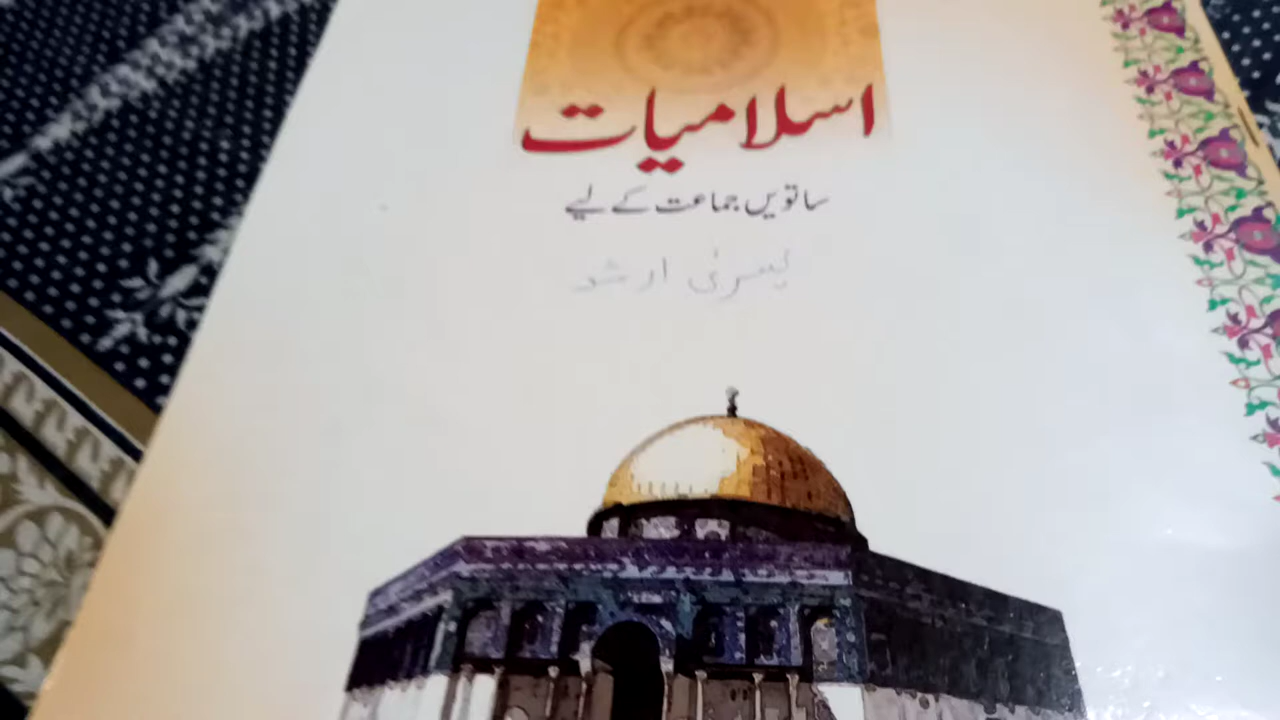 اسلامیات
ساتویں جماعت کے لیے
یسریٰ ارشد